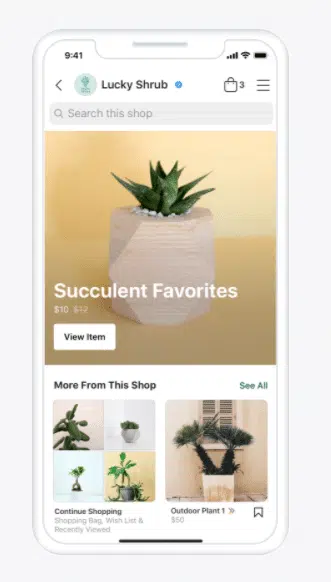 9:41
Lucky Shrub
3
Search this shop
Succulent Favorites
$10 $12
View Item
More From This Shop
See All
Continue Shopping
Shopping Bag, Wish List &
Recently Viewed
Outdoor Plant 1
$50